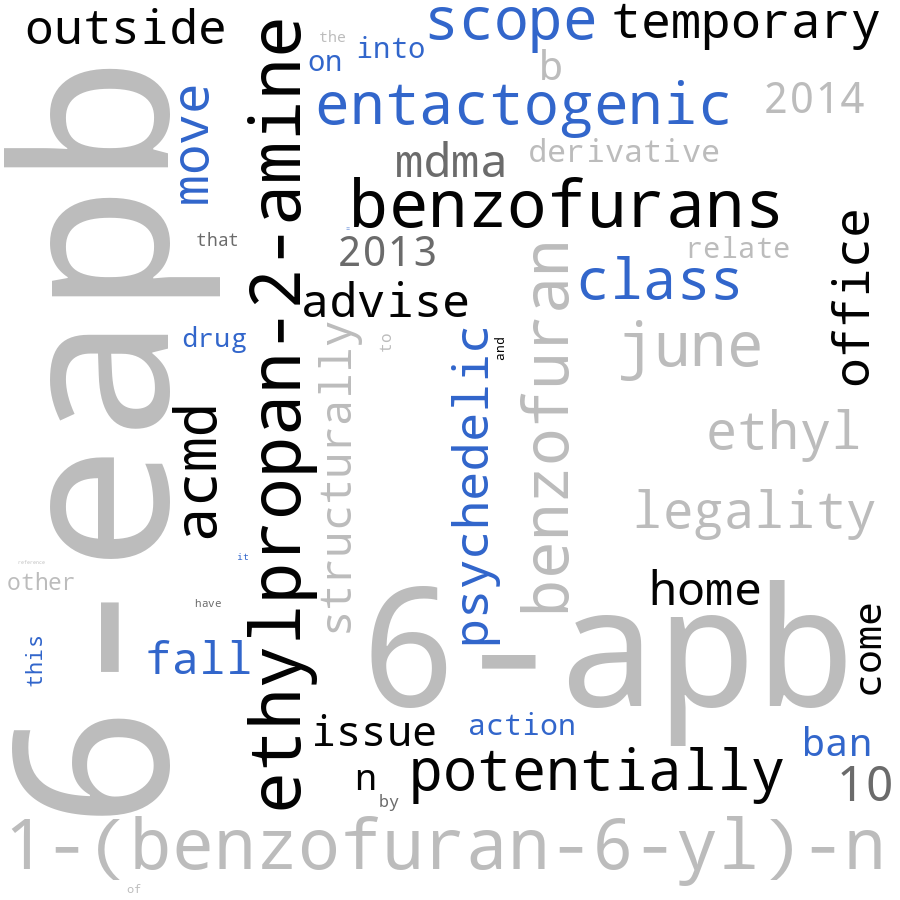 outside
the
on
into
scope
temporary
b
move
entactogenic
2014
mdma
derivative
benzofurans
that
2013
relate
class
office
advise
drug
structurally
to
psychedelic
and
benzofuran
june
6-eapb
acmd
ethylpropan-2-amine
ethyl
legality
it
reference
other
have
this
fall
6-apb
home
come
issue
action
ban
n
by
potentially
10
1-(benzofuran-6-yl)-n
of